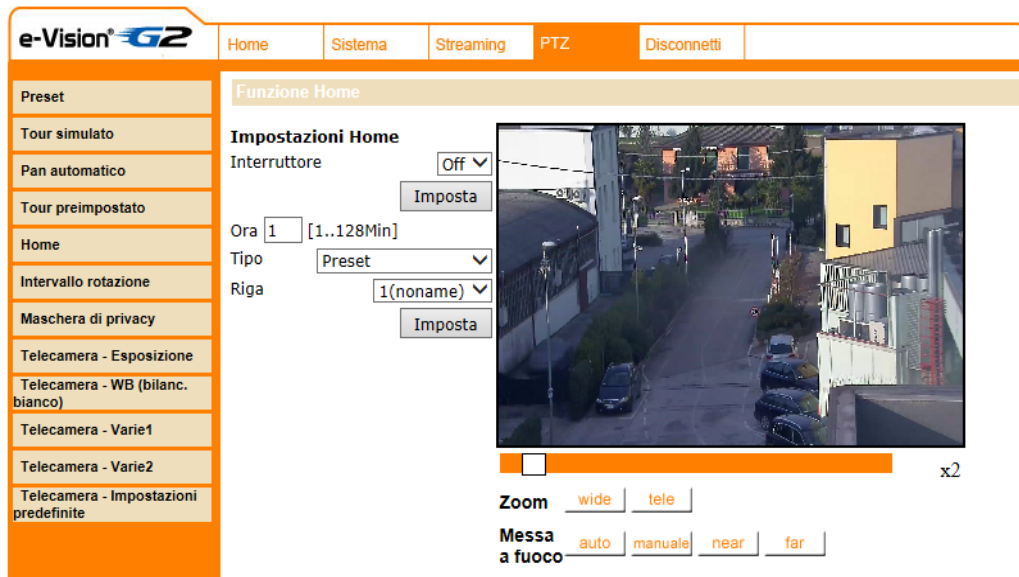 e-Vision® G2
Home
Sistema
Streaming
PTZ
Disconnetti
Preset
Tour simulato
Pan automatico
Tour preimpostato
Home
Intervallo rotazione
Maschera di privacy
Telecamera - Esposizione
Telecamera - WB (bilanc.
bianco)
Telecamera - Varie1
Telecamera - Varie2
Telecamera - Impostazioni
predefinite
Funzione Home
Impostazioni Home
Interruttore Off
Imposta
Ora 1 [1..128Min]
Tipo Preset
Riga 1(noname)
Imposta
x2
Zoom wide tele
Messa
a fuoco auto manuale near far